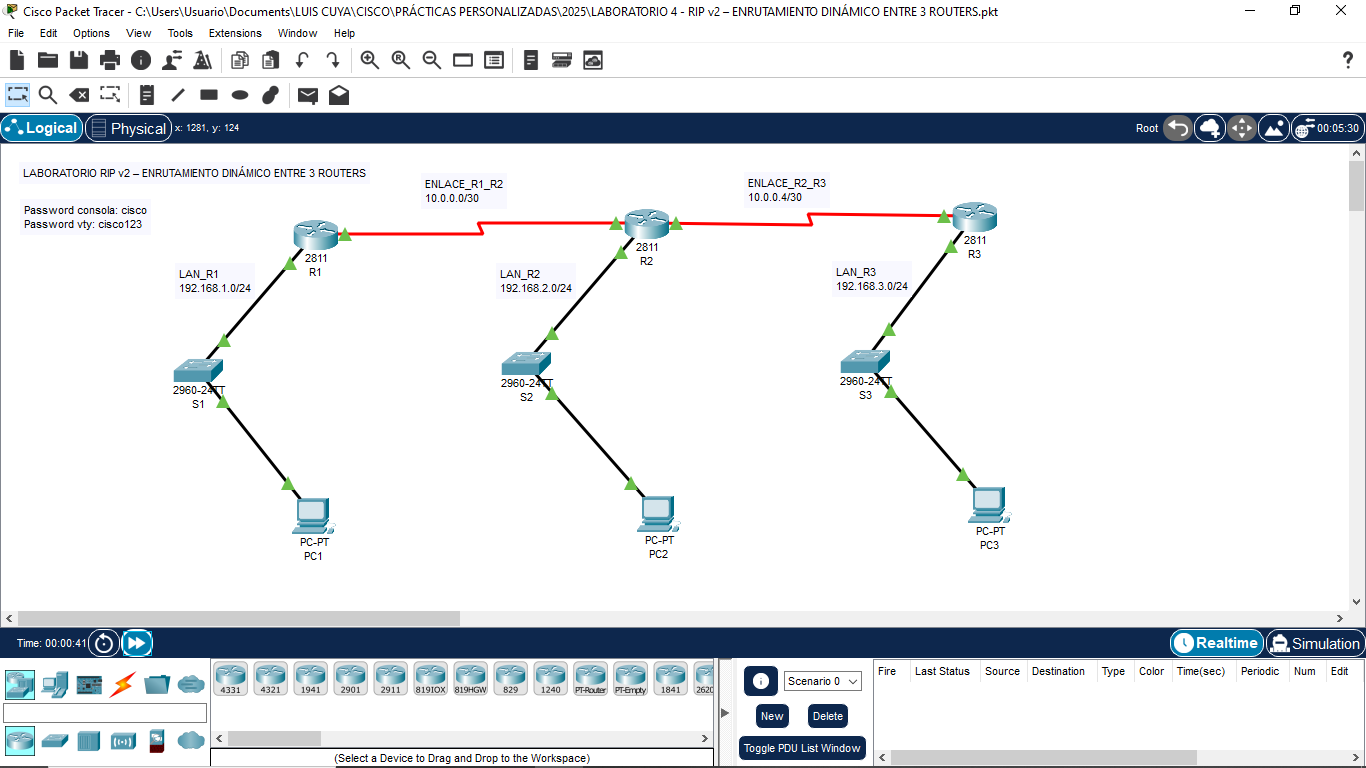 Cisco Packet Tracer - C:\Users\Usuario\Documents\LUIS CUYA\CISCO\PRÁCTICAS PERSONALIZADAS\2025\LABORATORIO 4 - RIP v2 – ENRUTAMIENTO DINÁMICO ENTRE 3 ROUTERS.pkt
File Edit Options View Tools Extensions Window Help
?
Logical Physical x: 1281, y: 124 Root 00:05:30
LABORATORIO RIP v2 – ENRUTAMIENTO DINÁMICO ENTRE 3 ROUTERS
Password consola: cisco
Password vty: cisco123
ENLACE_R1_R2
10.0.0.0/30
ENLACE_R2_R3
10.0.0.4/30
2811
R1
2811
R2
2811
R3
LAN_R1
192.168.1.0/24
LAN_R2
192.168.2.0/24
LAN_R3
192.168.3.0/24
2960-24TT
S1
2960-24TT
S2
2960-24TT
S3
PC-PT
PC1
PC-PT
PC2
PC-PT
PC3
Time: 00:00:41 Realtime Simulation
4331 4321 1941 2901 2911 819IOX 819HGW 829 1240 PT-Router PT-Empty 1841 2620
(Select a Device to Drag and Drop to the Workspace)
Scenario 0
New Delete
Toggle PDU List Window
Fire Last Status Source Destination Type Color Time(sec) Periodic Num Edit